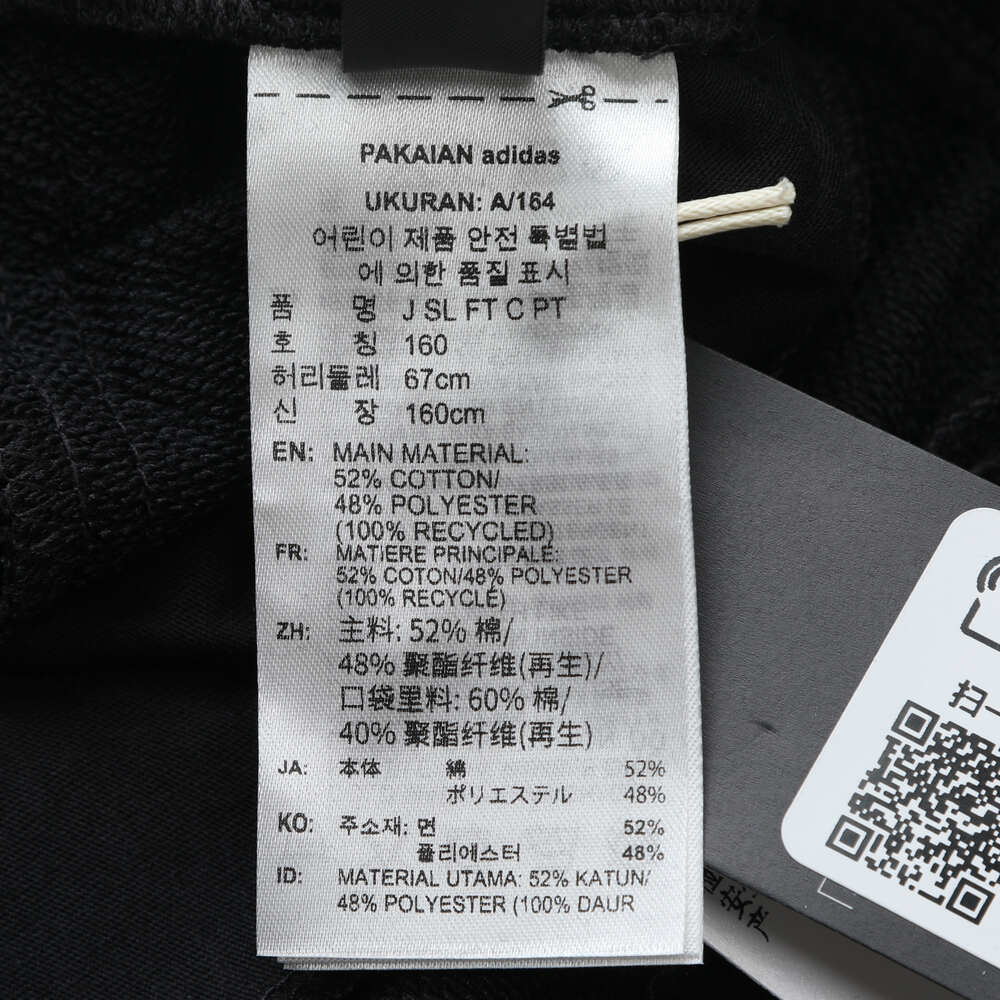 PAKAIAN adidas
UKURAN: A/164
어린이 제품 안전 특별법
에 의한 품질 표시
품 명 J SL FT C PT
호 칭 160
허리둘레 67cm
신 장 160cm
EN: MAIN MATERIAL:
52% COTTON/
48% POLYESTER
(100% RECYCLED)
FR: MATIERE PRINCIPALE:
52% COTON/48% POLYESTER
(100% RECYCLÉ)
ZH: 主料: 52% 棉/
48% 聚酯纤维(再生)/
口袋里料: 60% 棉/
40% 聚酯纤维(再生)
JA: 本体 綿 52%
ポリエステル 48%
KO: 주소재: 면 52%
폴리에스터 48%
ID: MATERIAL UTAMA: 52% KATUN/
48% POLYESTER (100% DAUR
扫一